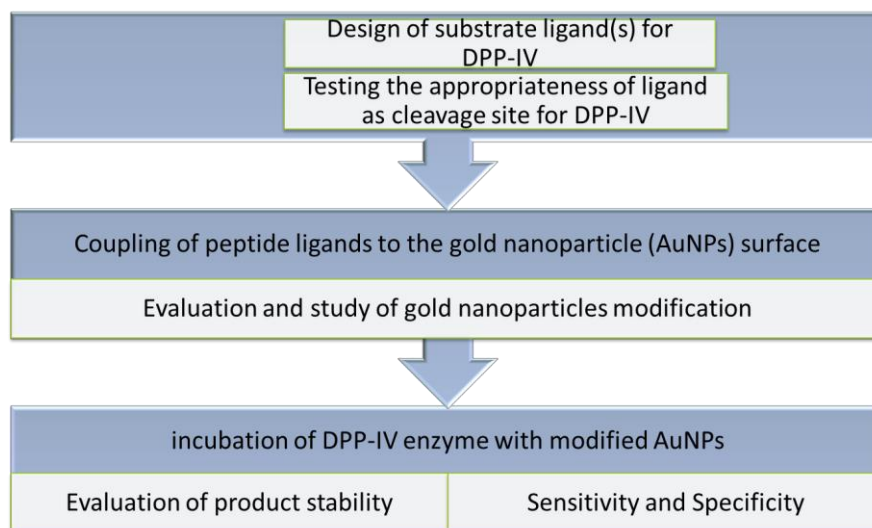 Design of substrate ligand(s) for
DPP-IV
Testing the appropriateness of ligand
as cleavage site for DPP-IV
Coupling of peptide ligands to the gold nanoparticle (AuNPs) surface
Evaluation and study of gold nanoparticles modification
incubation of DPP-IV enzyme with modified AuNPs
Evaluation of product stability
Sensitivity and Specificity